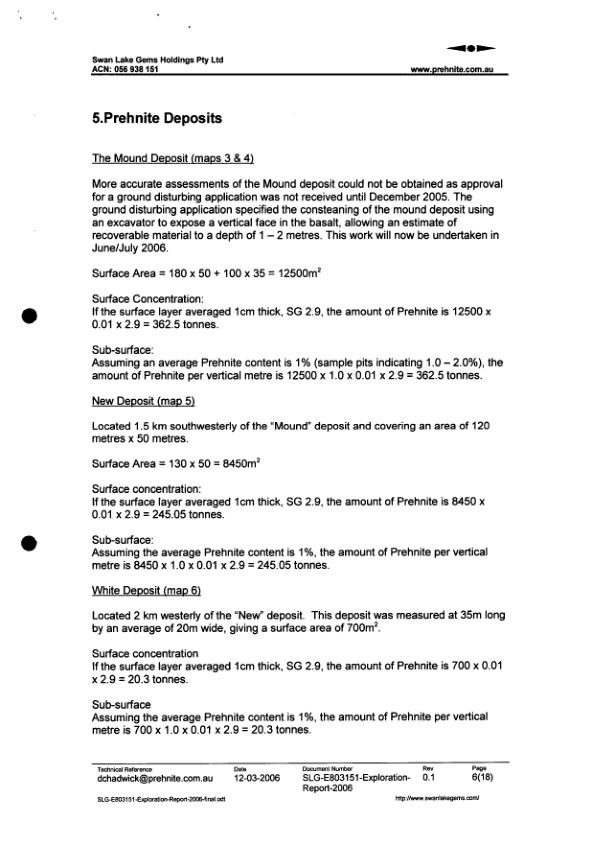 Swan Lake Gems Holdings Pty Ltd
ACN: 056 938 151 www.prehnite.com.au
5.Prehnite Deposits
The Mound Deposit (maps 3 & 4)
More accurate assessments of the Mound deposit could not be obtained as approval
for a ground disturbing application was not received until December 2005. The
ground disturbing application specified the consteaning of the mound deposit using
an excavator to expose a vertical face in the basalt, allowing an estimate of
recoverable material to a depth of 1 – 2 metres. This work will now be undertaken in
June/July 2006.
Surface Area = 180 x 50 + 100 x 35 = 12500m²
Surface Concentration:
If the surface layer averaged 1cm thick, SG 2.9, the amount of Prehnite is 12500 x
0.01 x 2.9 = 362.5 tonnes.
Sub-surface:
Assuming an average Prehnite content is 1% (sample pits indicating 1.0 – 2.0%), the
amount of Prehnite per vertical metre is 12500 x 1.0 x 0.01 x 2.9 = 362.5 tonnes.
New Deposit (map 5)
Located 1.5 km southwesterly of the “Mound” deposit and covering an area of 120
metres x 50 metres.
Surface Area = 130 x 50 = 8450m²
Surface concentration:
If the surface layer averaged 1cm thick, SG 2.9, the amount of Prehnite is 8450 x
0.01 x 2.9 = 245.05 tonnes.
Sub-surface:
Assuming the average Prehnite content is 1%, the amount of Prehnite per vertical
metre is 8450 x 1.0 x 0.01 x 2.9 = 245.05 tonnes.
White Deposit (map 6)
Located 2 km westerly of the “New” deposit.  This deposit was measured at 35m long
by an average of 20m wide, giving a surface area of 700m².
Surface concentration
If the surface layer averaged 1cm thick, SG 2.9, the amount of Prehnite is 700 x 0.01
x 2.9 = 20.3 tonnes.
Sub-surface
Assuming the average Prehnite content is 1%, the amount of Prehnite per vertical
metre is 700 x 1.0 x 0.01 x 2.9 = 20.3 tonnes.
Technical Reference Date Document Number Rev Page
dchadwick@prehnite.com.au 12-03-2006 SLG-E803151-Exploration- 0.1 6(18)
Report-2006
SLG-E803151-Exploration-Report-2006-final.odt http://www.swanlakegems.com/